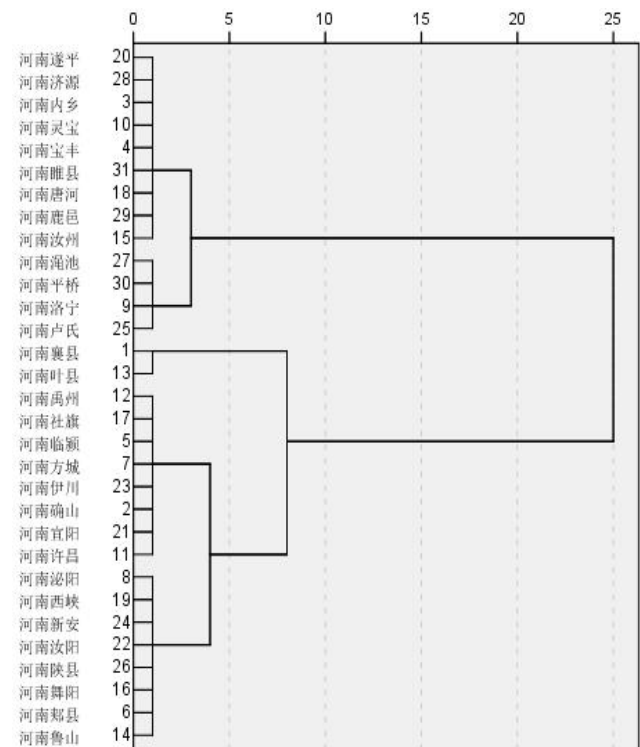 0 5 10 15 20 25
河南遂平 20
河南济源 28
河南内乡 3
河南灵宝 10
河南宝丰 4
河南睢县 31
河南唐河 18
河南鹿邑 29
河南汝州 15
河南渑池 27
河南平桥 30
河南洛宁 9
河南卢氏 25
河南襄县 1
河南叶县 13
河南禹州 12
河南社旗 17
河南临颍 5
河南方城 7
河南伊川 23
河南确山 2
河南宜阳 21
河南许昌 11
河南泌阳 8
河南西峡 19
河南新安 24
河南汝阳 22
河南陕县 26
河南舞阳 16
河南郏县 6
河南鲁山 14